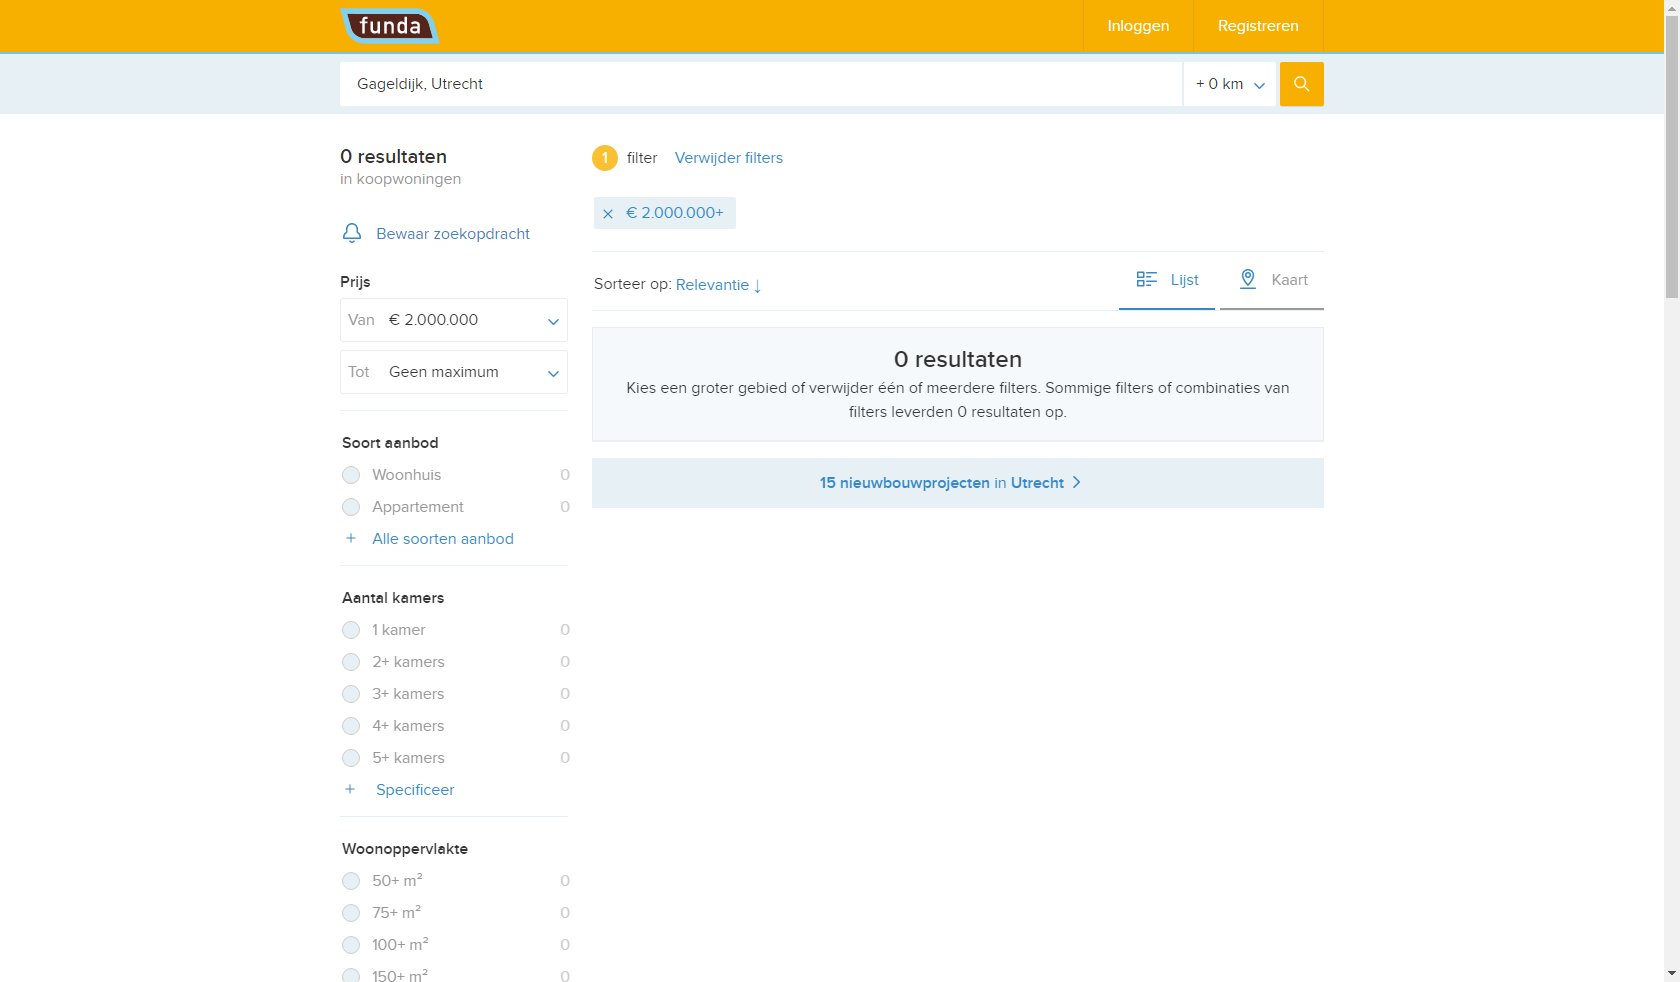 funda
Inloggen
Registreren
Gageldijk, Utrecht
+ 0 km
0 resultaten
in koopwoningen
Bewaar zoekopdracht
Prijs
Van € 2.000.000
Tot Geen maximum
Soort aanbod
Woonhuis 0
Appartement 0
+ Alle soorten aanbod
Aantal kamers
1 kamer 0
2+ kamers 0
3+ kamers 0
4+ kamers 0
5+ kamers 0
+ Specificeer
Woonoppervlakte
50+ m² 0
75+ m² 0
100+ m² 0
150+ m² 0
1 filter Verwijder filters
× € 2.000.000+
Sorteer op: Relevantie ↓
Lijst
Kaart
0 resultaten
Kies een groter gebied of verwijder één of meerdere filters. Sommige filters of combinaties van
filters leverden 0 resultaten op.
15 nieuwbouwprojecten in Utrecht >